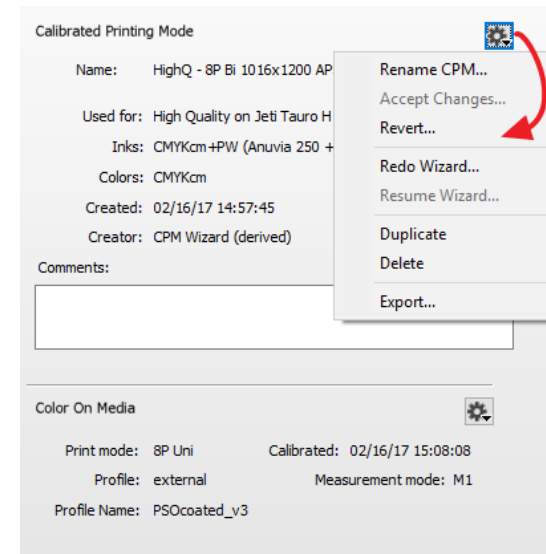 Calibrated Printing Mode
Name: HighQ - 8P Bi 1016x1200 AP
Used for: High Quality on Jeti Tauro H
Inks: CMYKcm+PW (Anuvia 250 +
Colors: CMYKcm
Created: 02/16/17 14:57:45
Creator: CPM Wizard (derived)
Comments:
Rename CPM...
Accept Changes...
Revert...
Redo Wizard...
Resume Wizard...
Duplicate
Delete
Export...
Color On Media
Print mode: 8P Uni Calibrated: 02/16/17 15:08:08
Profile: external Measurement mode: M1
Profile Name: PSOcoated_v3